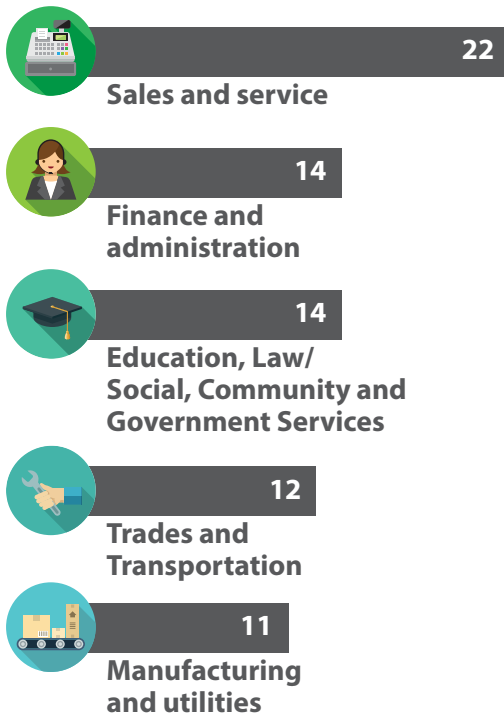 22
Sales and service
14
Finance and
administration
14
Education, Law/
Social, Community and
Government Services
12
Trades and
Transportation
11
Manufacturing
and utilities